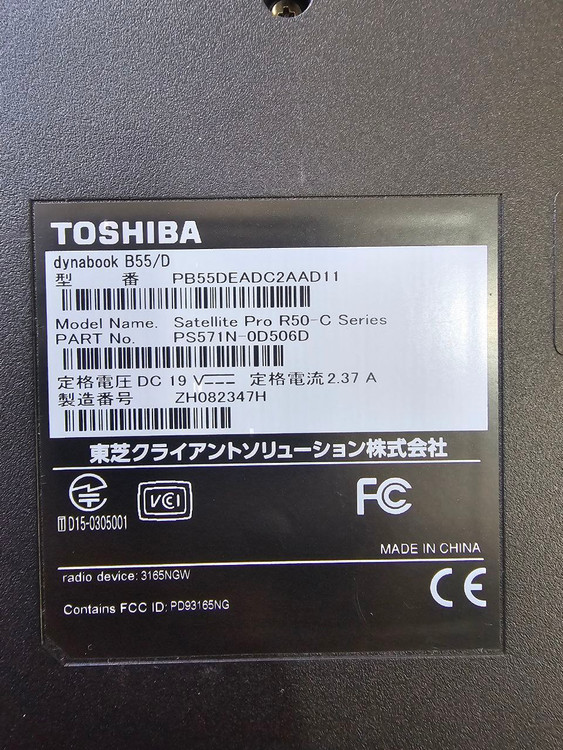 TOSHIBA
dynabook B55/D
型 番 PB55DEADC2AAD11
Model Name. Satellite Pro R50-C Series
PART No. PS571N-0D506D
定格電圧 DC 19 V⎓ 定格電流 2.37 A
製造番号 ZH082347H
東芝クライアントソリューション株式会社
T D15-0305001
VCI
FC
MADE IN CHINA
radio device: 3165NGW
CE
Contains FCC ID: PD93165NG